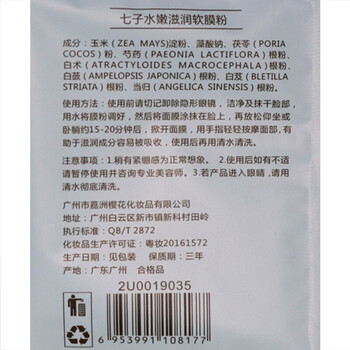 七子水嫩滋润软膜粉
成分：玉米(ZEA MAYS)淀粉、藻酸钠、茯苓(PORIA
COCOS）粉、芍药(PAEONIA LACTIFLORA）根粉、
白术(ATRACTYLODES MACROCEPHALA）根粉、
白蔹(AMPELOPSIS JAPONICA）根粉、白芨(BLETILLA
STRIATA）根粉、当归(ANGELICA SINENSIS）根粉。
使用方法：使用前请切记卸除隐形眼镜，洁净及抹干脸部，
用水将膜粉调好，然后将面膜涂抹在脸上，再放松仰坐或
卧躺约15-20分钟后，掀开面膜，用手指轻轻按摩面部，有
助于滋润成分容易被吸收，使用后再用清水清洗。
注意事项：1.稍有紧绷感为正常想象。2.使用后如有不适
请暂停使用并咨询专业美容师。3.若产品进入眼睛，请用
清水彻底清洗。
广州市嘉洲樱花化妆品有限公司
地址：广州白云区新市镇新科村田岭
执行标准：QB/T 2872
化妆品生产许可证：粤妆20161572
生产日期：见包装 保质期：三年
产地：广东广州 合格品
2U0019035
6 953991 108177